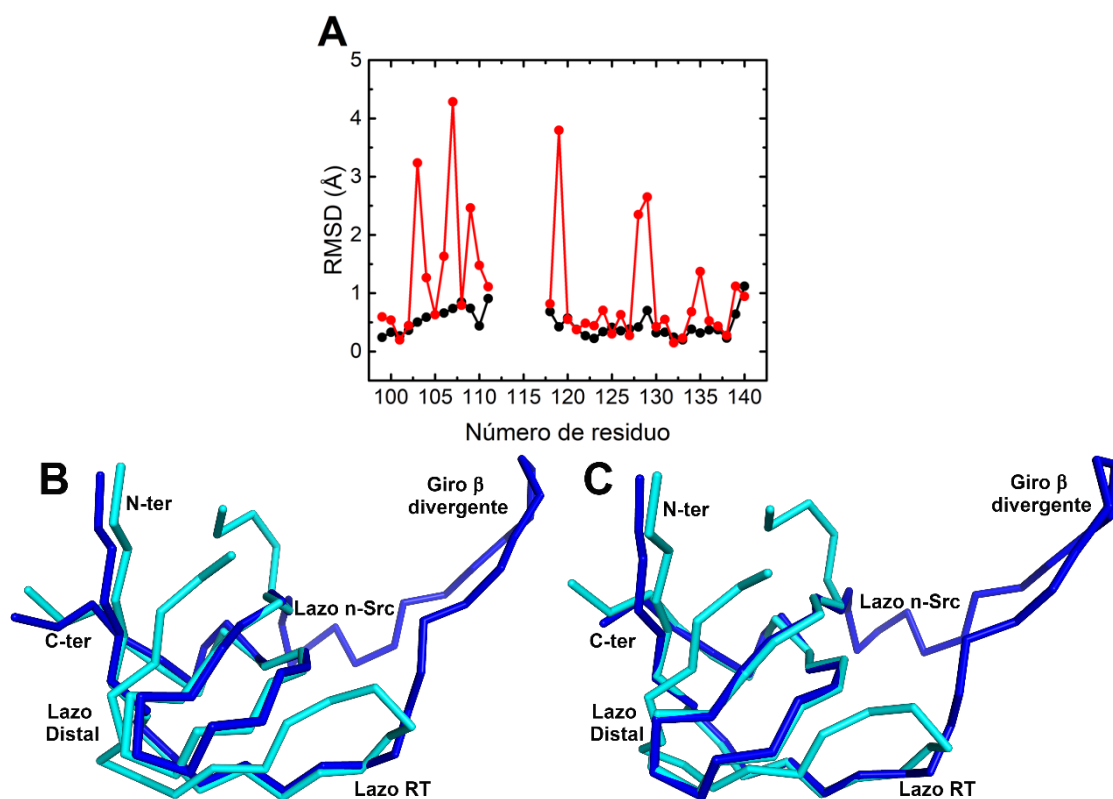 A
5
4
3
2
1
0
RMSD (Å)
100 105 110 115 120 125 130 135 140
Número de residuo
B
N-ter
Giro β
divergente
Lazo n-Src
C-ter
Lazo
Distal
Lazo RT
C
N-ter
Giro β
divergente
Lazo n-Src
C-ter
Lazo
Distal
Lazo RT